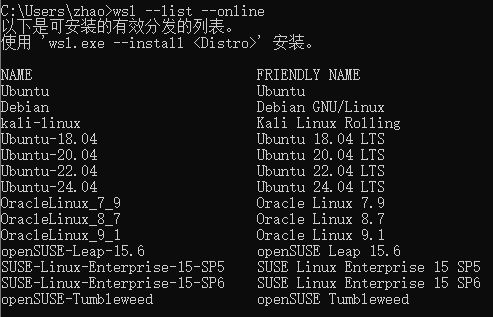 C:\Users\zhao>wsl --list --online
以下是可安装的有效分发的列表。
使用 'wsl.exe --install <Distro>' 安装。
NAME FRIENDLY NAME
Ubuntu Ubuntu
Debian Debian GNU/Linux
kali-linux Kali Linux Rolling
Ubuntu-18.04 Ubuntu 18.04 LTS
Ubuntu-20.04 Ubuntu 20.04 LTS
Ubuntu-22.04 Ubuntu 22.04 LTS
Ubuntu-24.04 Ubuntu 24.04 LTS
OracleLinux_7_9 Oracle Linux 7.9
OracleLinux_8_7 Oracle Linux 8.7
OracleLinux_9_1 Oracle Linux 9.1
openSUSE-Leap-15.6 openSUSE Leap 15.6
SUSE-Linux-Enterprise-15-SP5 SUSE Linux Enterprise 15 SP5
SUSE-Linux-Enterprise-15-SP6 SUSE Linux Enterprise 15 SP6
openSUSE-Tumbleweed openSUSE Tumbleweed